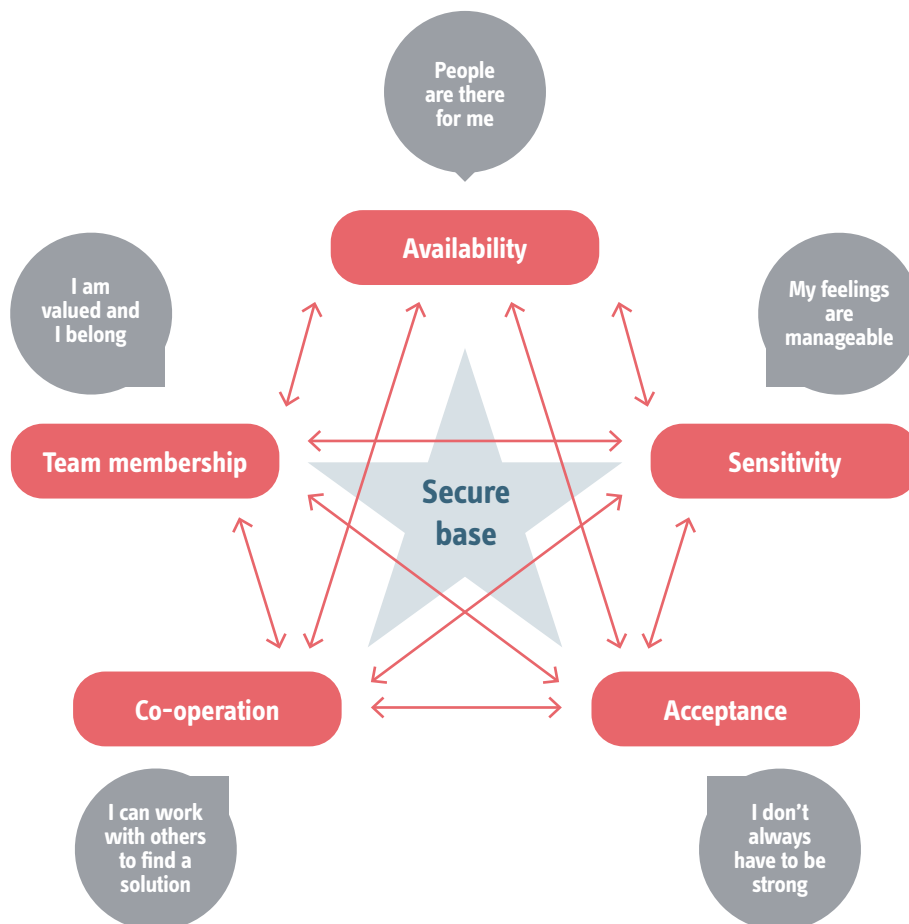 People
are there
for me
Availability
I am
valued and
I belong
My feelings
are
manageable
Team membership
Sensitivity
Secure
base
Co-operation
Acceptance
I can work
with others
to find a
solution
I don't
always
have to be
strong